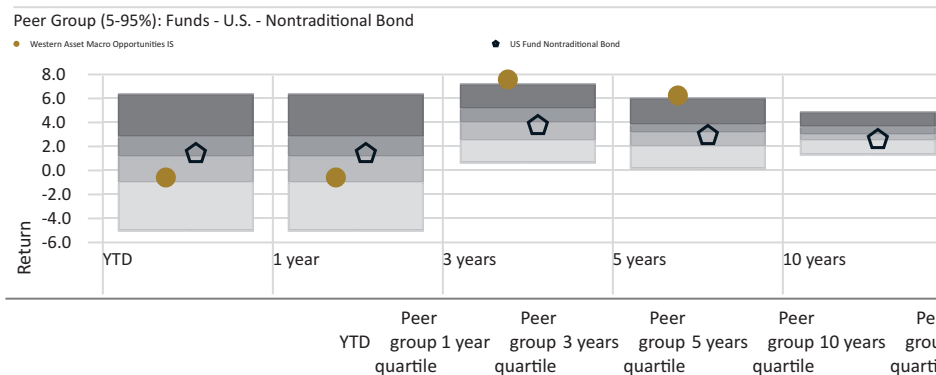 Peer Group (5-95%): Funds - U.S. - Nontraditional Bond
Western Asset Macro Opportunities IS US Fund Nontraditional Bond
8.0
6.0
4.0
2.0
0.0
-2.0
-4.0
-6.0
Return
YTD 1 year 3 years 5 years 10 years
Peer Peer Peer Peer
YTD group 1 year group 3 years group 5 years group 10 years
quartile quartile quartile quartile